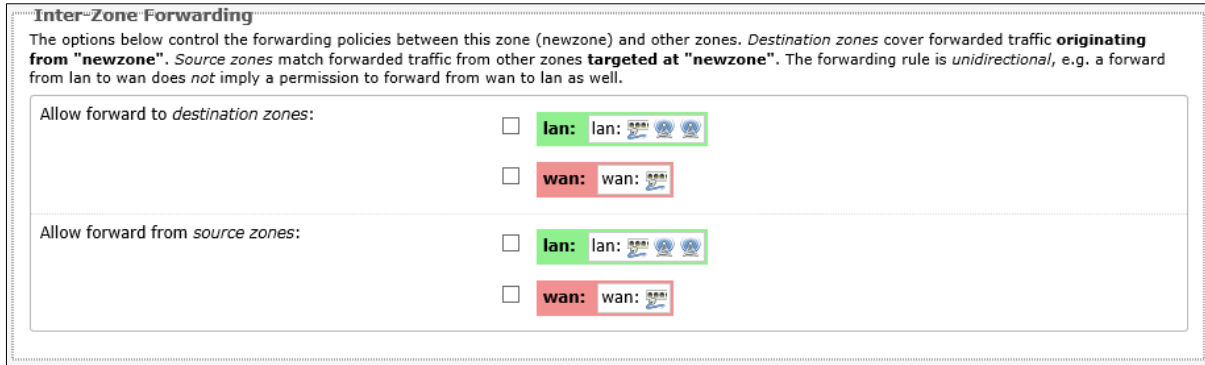 Inter-Zone Forwarding
The options below control the forwarding policies between this zone (newzone) and other zones. Destination zones cover forwarded traffic originating
from "newzone". Source zones match forwarded traffic from other zones targeted at "newzone". The forwarding rule is unidirectional, e.g. a forward
from lan to wan does not imply a permission to forward from wan to lan as well.
Allow forward to destination zones:
lan: lan:
wan: wan:
Allow forward from source zones:
lan: lan:
wan: wan: